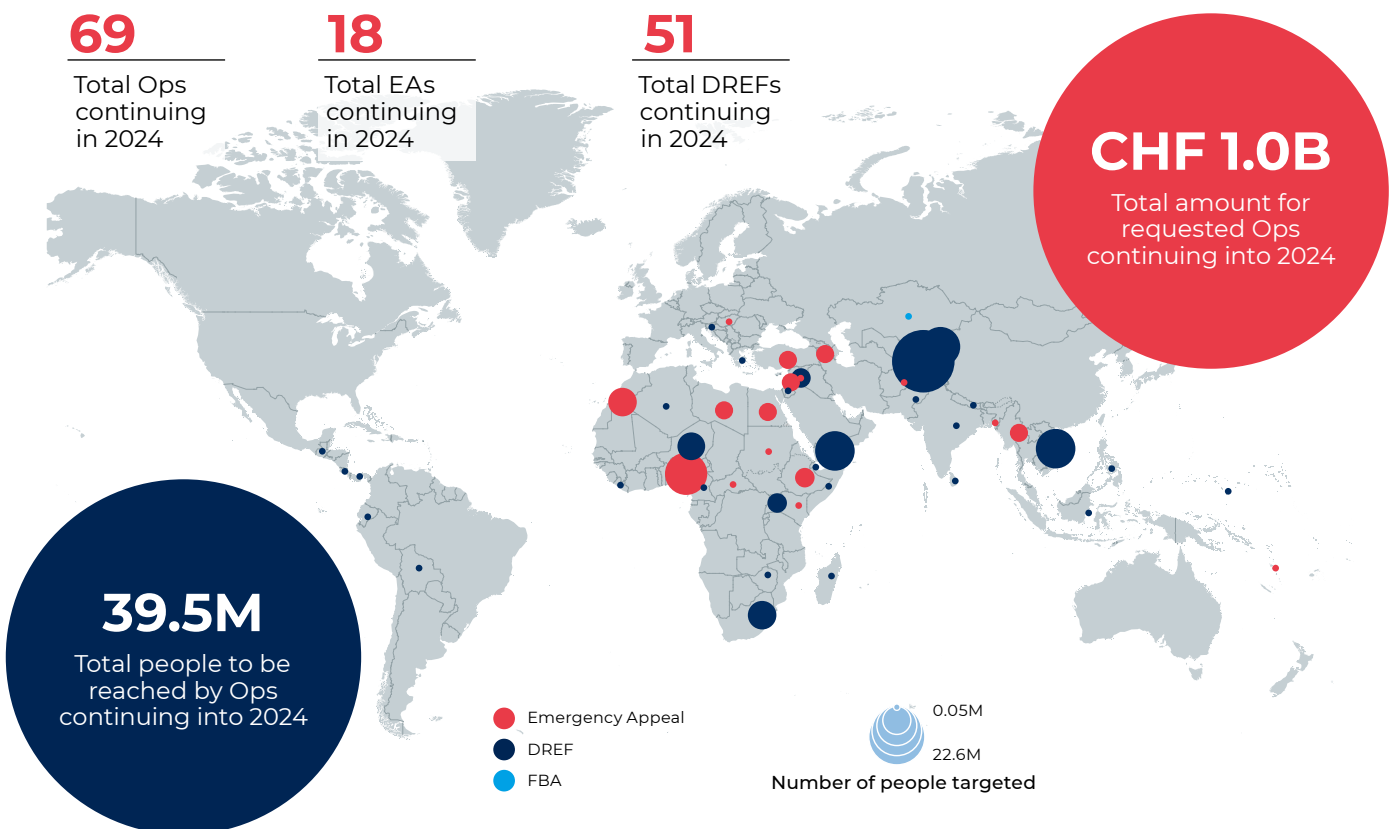 69
Total Ops
continuing
in 2024
18
Total EAs
continuing
in 2024
51
Total DREFs
continuing
in 2024
CHF 1.0B
Total amount for
requested Ops
continuing into 2024
39.5M
Total people to be
reached by Ops
continuing into 2024
Emergency Appeal
DREF
FBA
0.05M
22.6M
Number of people targeted